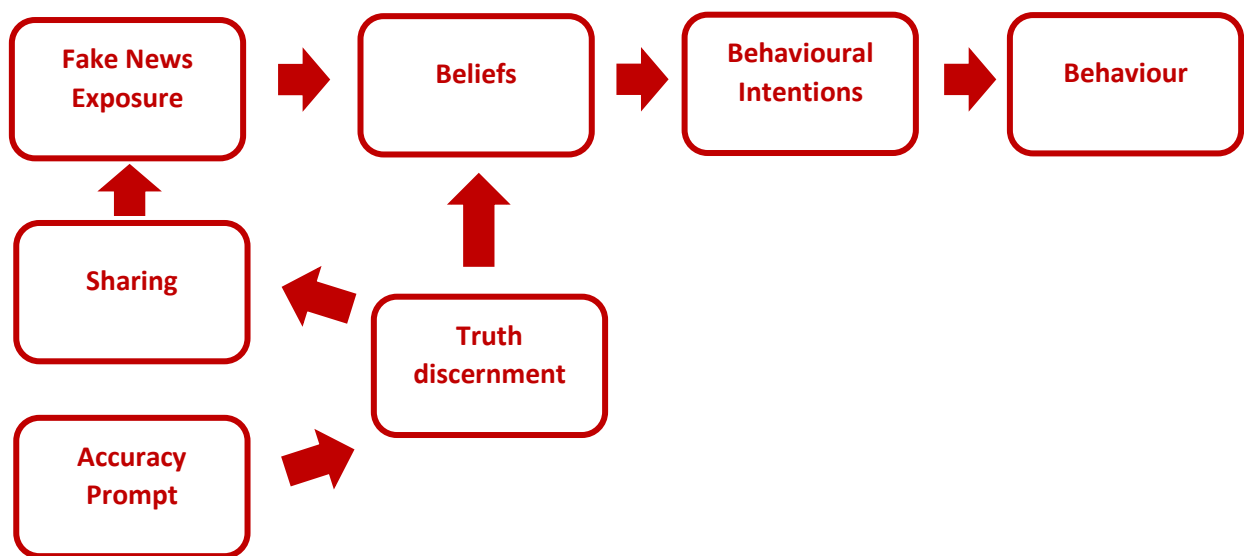 Fake News
Exposure
Beliefs
Behavioural
Intentions
Behaviour
Sharing
Truth
discernment
Accuracy
Prompt